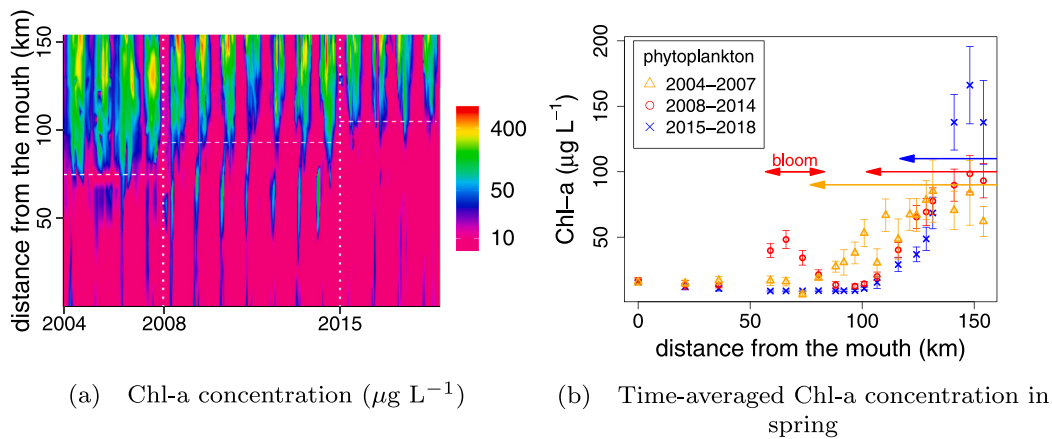 distance from the mouth (km)
150
100
50
2004
2008
2015
400
100
50
10
(a) Chl-a concentration (μg L⁻¹)
Chl–a (μg L⁻¹)
200
150
100
50
phytoplankton
2004–2007
2008–2014
2015–2018
bloom
0
50
100
150
distance from the mouth (km)
(b) Time-averaged Chl-a concentration in
spring